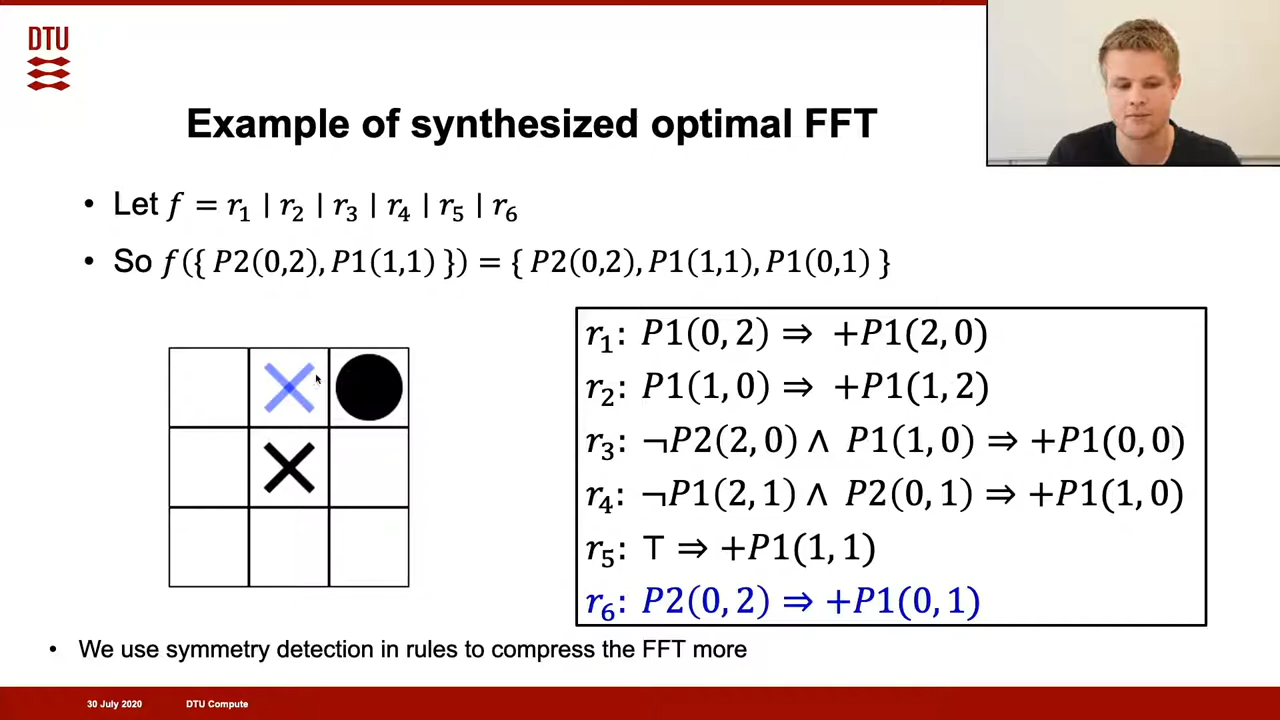 DTU
Example of synthesized optimal FFT
• Let f = r₁ | r₂ | r₃ | r₄ | r₅ | r₆
• So f({ P2(0,2), P1(1,1) }) = { P2(0,2), P1(1,1), P1(0,1) }
r₁: P1(0, 2) ⇒ +P1(2, 0)
r₂: P1(1, 0) ⇒ +P1(1, 2)
r₃: ¬P2(2, 0) ∧ P1(1, 0) ⇒ +P1(0, 0)
r₄: ¬P1(2, 1) ∧ P2(0, 1) ⇒ +P1(1, 0)
r₅: ⊤ ⇒ +P1(1, 1)
r₆: P2(0, 2) ⇒ +P1(0, 1)
• We use symmetry detection in rules to compress the FFT more
30 July 2020 DTU Compute